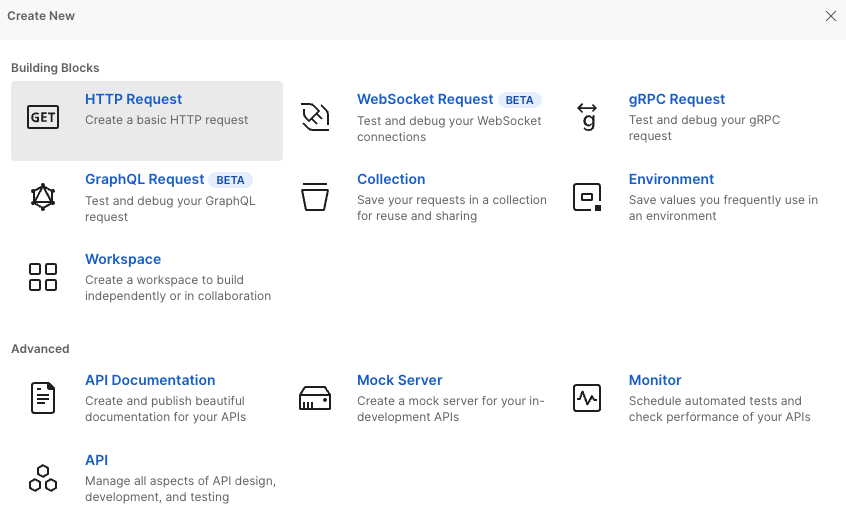 Create New
Building Blocks
GET
HTTP Request
Create a basic HTTP request
WebSocket Request BETA
Test and debug your WebSocket
connections
g
gRPC Request
Test and debug your gRPC
request
GraphQL Request BETA
Test and debug your GraphQL
request
Collection
Save your requests in a collection
for reuse and sharing
Environment
Save values you frequently use in
an environment
Workspace
Create a workspace to build
independently or in collaboration
Advanced
API Documentation
Create and publish beautiful
documentation for your APIs
Mock Server
Create a mock server for your in-
development APIs
Monitor
Schedule automated tests and
check performance of your APIs
API
Manage all aspects of API design,
development, and testing